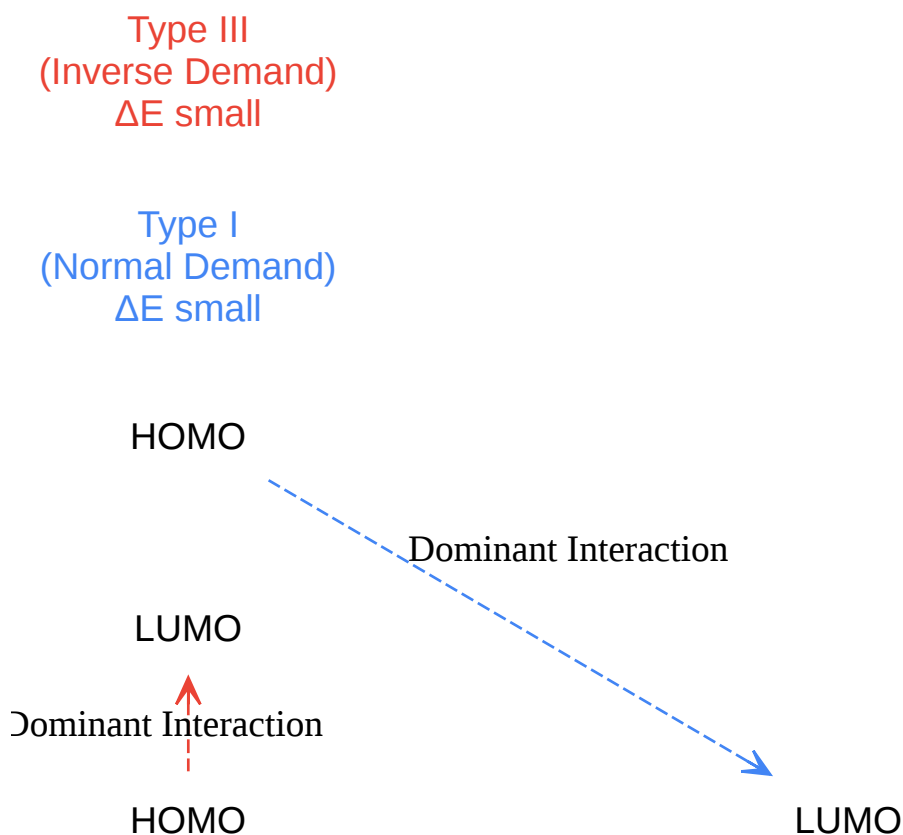 Type III
(Inverse Demand)
ΔE small
Type I
(Normal Demand)
ΔE small
HOMO
Dominant Interaction
LUMO
Dominant Interaction
HOMO
LUMO